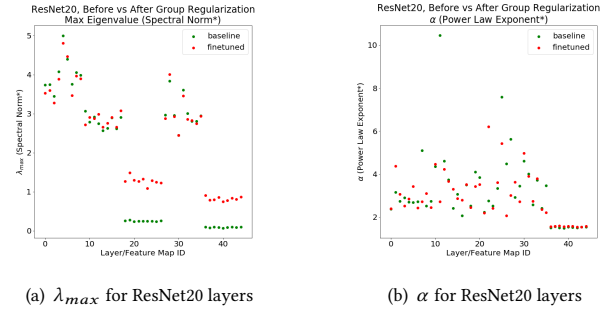 ResNet20, Before vs After Group Regularization
Max Eigenvalue (Spectral Norm*)
baseline
finetuned
λmax (Spectral Norm*)
5
4
3
2
1
0
0 10 20 30 40
Layer/Feature Map ID
(a) λmax for ResNet20 layers
ResNet20, Before vs After Group Regularization
α (Power Law Exponent*)
baseline
finetuned
α (Power Law Exponent*)
10
8
6
4
2
0 10 20 30 40
Layer/Feature Map ID
(b) α for ResNet20 layers